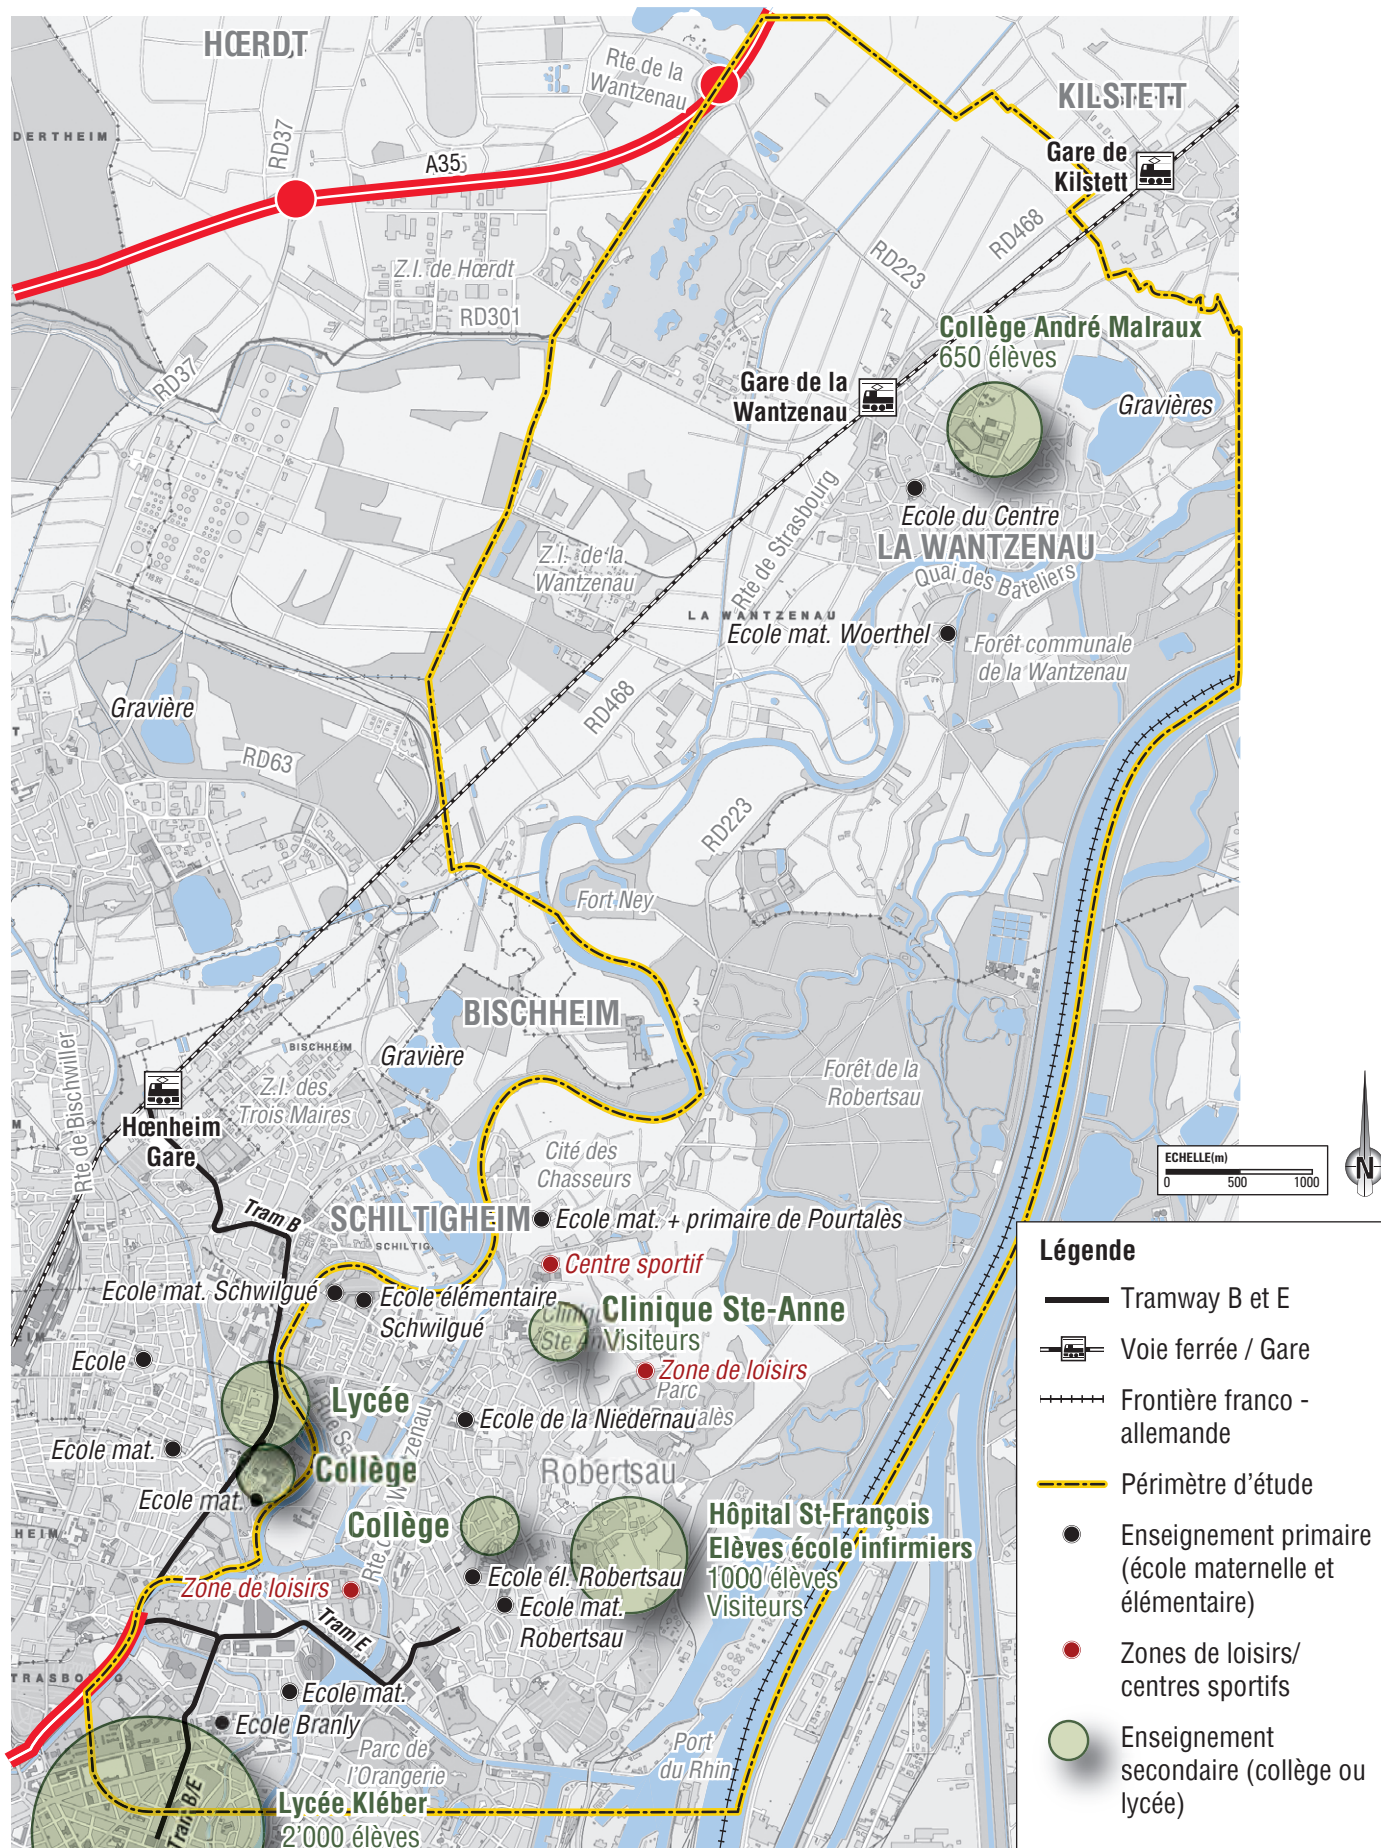 HŒRDT
Rte de la
Wantzenau
KILSTETT
DERTHEIM
RD37
A35
Gare de
Kilstett
RD468
RD223
Z.I. de Hœrdt
RD301
Collège André Malraux
650 élèves
RD37
Gare de la
Wantzenau
Gravières
Rte de Strasbourg
Ecole du Centre
LA WANTZENAU
Quai des Bateliers
Z.I. de la
Wantzenau
LA WANTZENAU
Ecole mat. Woerthel
Forêt communale
de la Wantzenau
Gravière
RD468
RD63
RD223
Fort Ney
BISCHHEIM
BISCHHEIM
Gravière
Rte de Bischwiller
Z.I. des
Trois Maires
Forêt de la
Robertsau
Hœnheim
Gare
Cité des
Chasseurs
ECHELLE(m)
0 500 1000
N
Tram B
SCHILTIGHEIM
SCHILTIG.
Ecole mat. + primaire de Pourtalès
Centre sportif
Ecole mat. Schwilgué
Ecole élémentaire
Schwilgué
Clinique
Ste Anne
Clinique Ste-Anne
Visiteurs
Ecole
Zone de loisirs
Parc
Lycée
Ecole de la Niedernau
Ecole mat.
Collège
Robertsau
Ecole mat.
HEIM
Collège
Hôpital St-François
Elèves école infirmiers
1000 élèves
Visiteurs
Zone de loisirs
Ecole él. Robertsau
Ecole mat.
Robertsau
Tram E
TRASBOURG
Ecole mat.
Ecole Branly
Parc de
l'Orangerie
Port
du Rhin
Tram B/E
Lycée Kléber
2'000 élèves
Légende
Tramway B et E
Voie ferrée / Gare
Frontière franco -
allemande
Périmètre d'étude
Enseignement primaire
(école maternelle et
élémentaire)
Zones de loisirs/
centres sportifs
Enseignement
secondaire (collège ou
lycée)